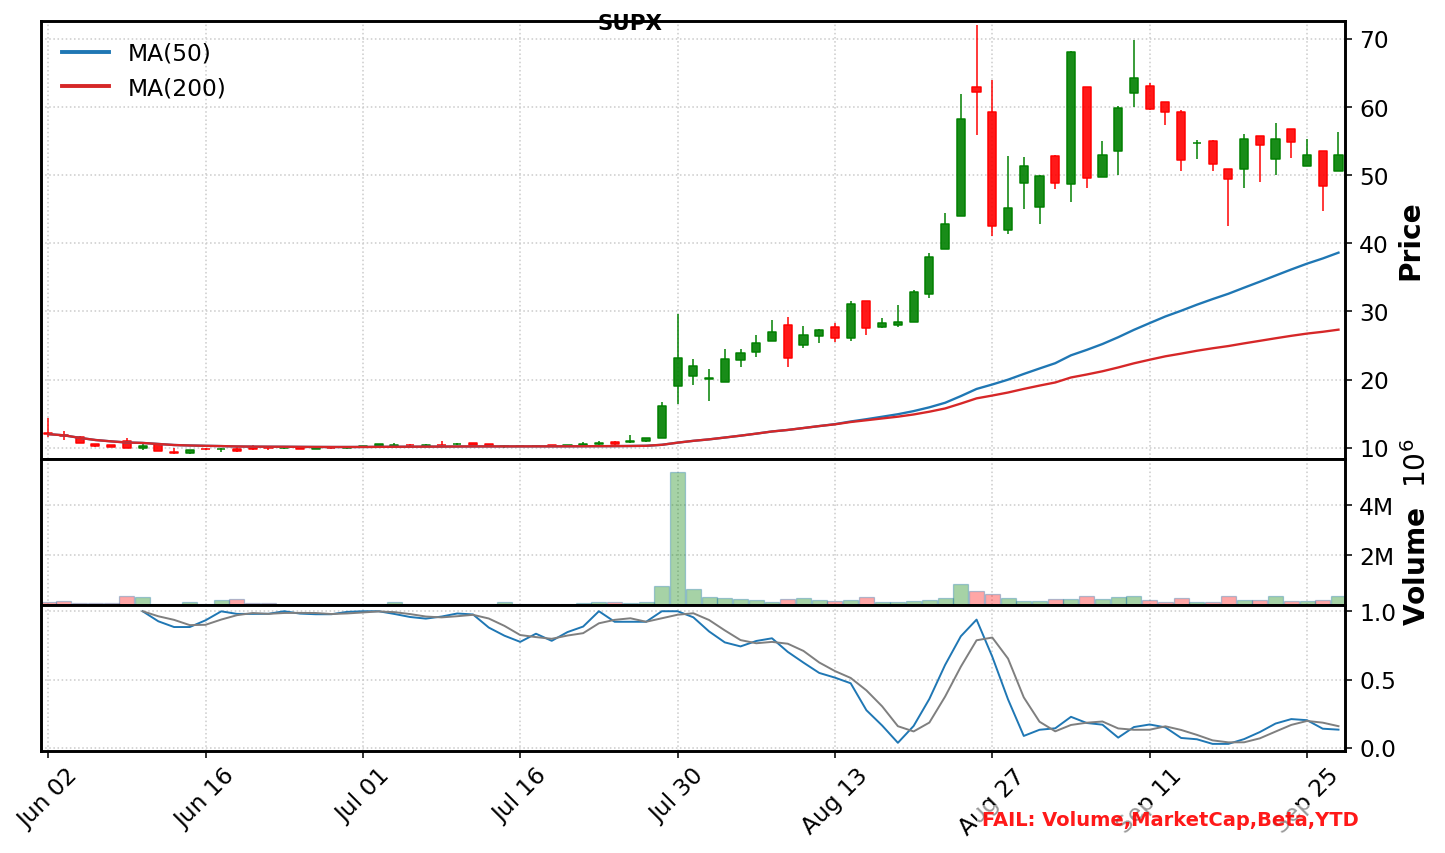 SUPX
MA(50)
MA(200)
70
60
50
40
30
20
10
Price
10^6
4M
2M
Volume
1.0
0.5
0.0
Jun 02
Jun 16
Jul 01
Jul 16
Jul 30
Aug 13
Aug 27
Sep 11
Sep 25
FAIL: Volume,MarketCap,Beta,YTD